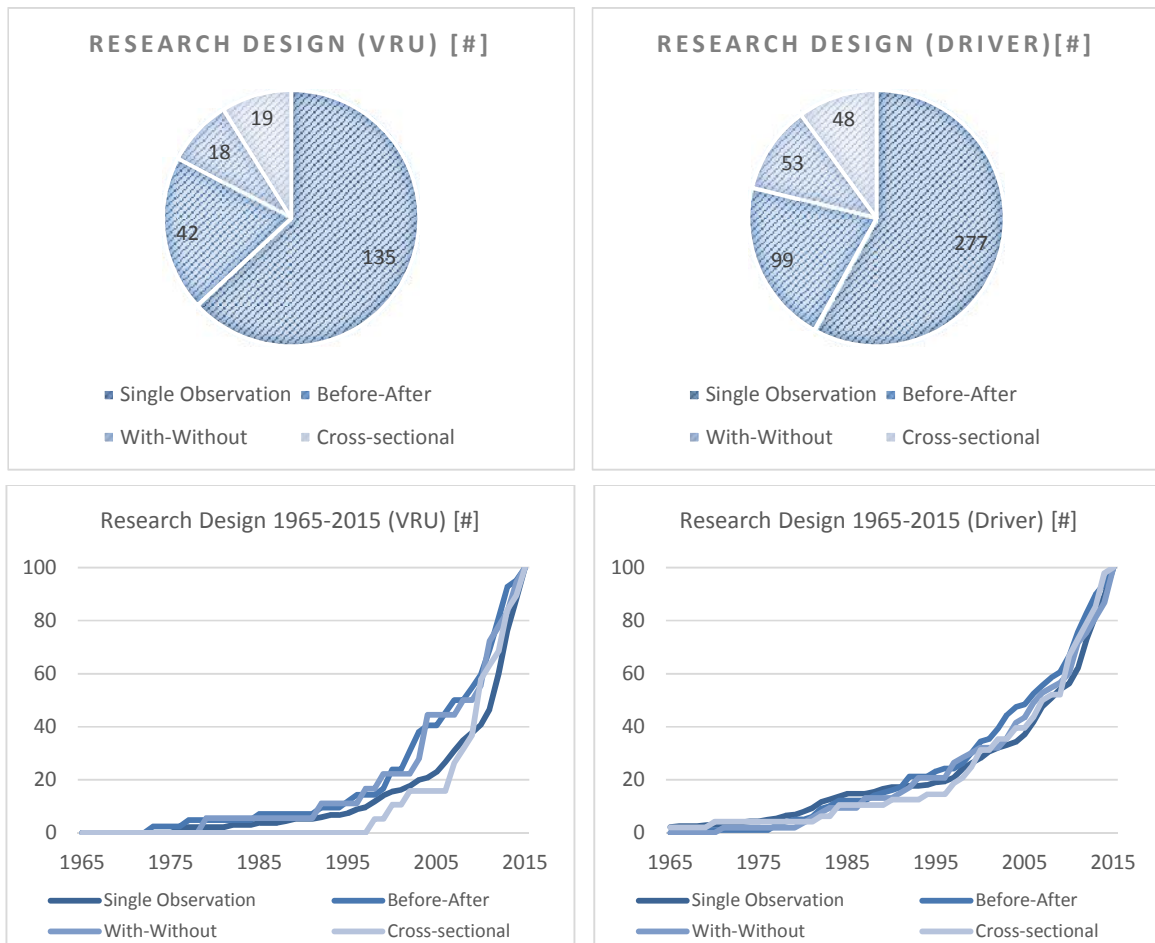 RESEARCH DESIGN (VRU) [#]
19
18
42
135
Single Observation
Before-After
With-Without
Cross-sectional
RESEARCH DESIGN (DRIVER)[#]
48
53
99
277
Single Observation
Before-After
With-Without
Cross-sectional
Research Design 1965-2015 (VRU) [#]
100
80
60
40
20
0
1965 1975 1985 1995 2005 2015
Single Observation
Before-After
With-Without
Cross-sectional
Research Design 1965-2015 (Driver) [#]
100
80
60
40
20
0
1965 1975 1985 1995 2005 2015
Single Observation
Before-After
With-Without
Cross-sectional